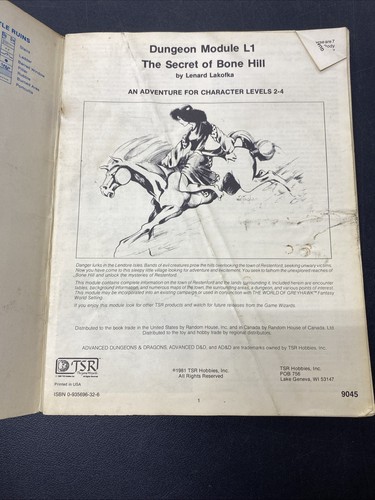 TLE RUINS
Dungeon Module L1
The Secret of Bone Hill
by Lenard Lakofka
AN ADVENTURE FOR CHARACTER LEVELS 2-4
Danger lurks in the Lendore Isles. Bands of evil creatures prowl the hills overlooking the town of Restenford, seeking unwary victims.
Now you have come to this sleepy little village looking for adventure and excitement. You seek to fathom the unexplored reaches of
Bone Hill and unlock the mysteries of Restenford.
This module contains complete information on the town of Restenford and the lands surrounding it. Included herein are encounter
tables, background information, and numerous maps of the town, the surrounding areas, a dungeon, and various points of interest.
This module may be incorporated into an existing campaign or used in conjunction with THE WORLD OF GREYHAWK™ Fantasy
World Setting.
If you enjoy this module look for other TSR products and watch for future releases from the Game Wizards.
Distributed to the book trade in the United States by Random House, Inc. and in Canada by Random House of Canada, Ltd.
Distributed to the toy and hobby trade by regional distributors.
ADVANCED DUNGEONS & DRAGONS, ADVANCED D&D, and AD&D are trademarks owned by TSR Hobbies, Inc.
TSR
©1981 TSR Hobbies, Inc.
All Rights Reserved
TSR Hobbies, Inc.
POB 756
Lake Geneva, WI 53147
Printed in USA
ISBN 0-935696-32-6
1
9045